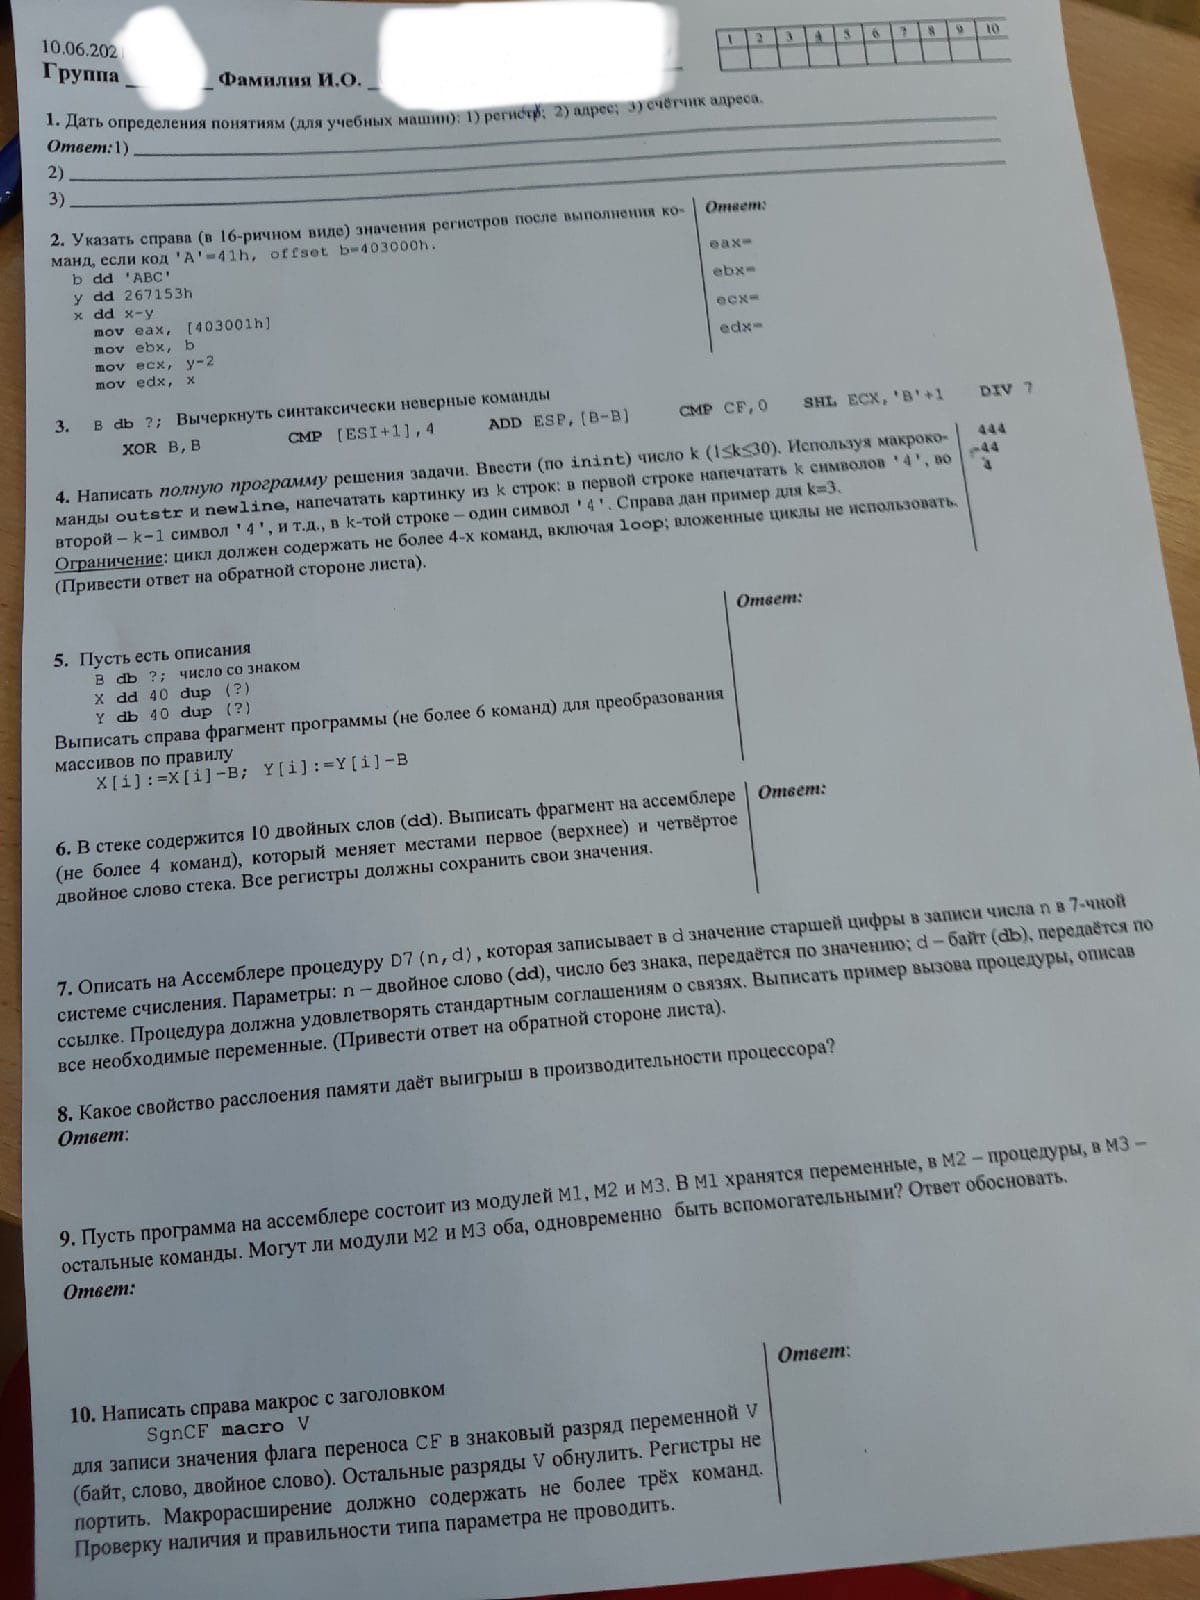 10.06.202
Группа ______ Фамилия И.О. ______
1 2 3 4 5 6 7 8 9 10
1. Дать определения понятиям (для учебных машин): 1) регистр; 2) адрес; 3) счётчик адреса.
Ответ:1)
2)
3)
2. Указать справа (в 16-ричном виде) значения регистров после выполнения ко-
манд, если код 'A'=41h, offset b=403000h.
b dd 'ABC'
y dd 267153h
x dd x-y
mov eax, [403001h]
mov ebx, b
mov ecx, y-2
mov edx, x
Ответ:
eax=
ebx=
ecx=
edx=
3. B db ?; Вычеркнуть синтаксически неверные команды
XOR B,B CMP [ESI+1],4 ADD ESP,[B-B] CMP CF,0 SHL ECX,'B'+1 DIV 7
4. Написать полную программу решения задачи. Ввести (по inint) число k (1≤k≤30). Используя макроко-
манды outstr и newline, напечатать картинку из k строк: в первой строке напечатать k символов '4', во
второй – k-1 символ '4', и т.д., в k-той строке – один символ '4'. Справа дан пример для k=3.
Ограничение: цикл должен содержать не более 4-х команд, включая loop; вложенные циклы не использовать.
(Привести ответ на обратной стороне листа).
444
44
4
5. Пусть есть описания
B db ?; число со знаком
X dd 40 dup (?)
Y db 40 dup (?)
Выписать справа фрагмент программы (не более 6 команд) для преобразования
массивов по правилу
X[i]:=X[i]-B; Y[i]:=Y[i]-B
Ответ:
6. В стеке содержится 10 двойных слов (dd). Выписать фрагмент на ассемблере
(не более 4 команд), который меняет местами первое (верхнее) и четвёртое
двойное слово стека. Все регистры должны сохранить свои значения.
Ответ:
7. Описать на Ассемблере процедуру D7(n,d), которая записывает в d значение старшей цифры в записи числа n в 7-чной
системе счисления. Параметры: n – двойное слово (dd), число без знака, передаётся по значению; d – байт (db), передаётся по
ссылке. Процедура должна удовлетворять стандартным соглашениям о связях. Выписать пример вызова процедуры, описав
все необходимые переменные. (Привести ответ на обратной стороне листа).
8. Какое свойство расслоения памяти даёт выигрыш в производительности процессора?
Ответ:
9. Пусть программа на ассемблере состоит из модулей M1, M2 и M3. В M1 хранятся переменные, в M2 – процедуры, в M3 –
остальные команды. Могут ли модули M2 и M3 оба, одновременно быть вспомогательными? Ответ обосновать.
Ответ:
10. Написать справа макрос с заголовком
SgnCF macro V
для записи значения флага переноса CF в знаковый разряд переменной V
(байт, слово, двойное слово). Остальные разряды V обнулить. Регистры не
портить. Макрорасширение должно содержать не более трёх команд.
Проверку наличия и правильности типа параметра не проводить.
Ответ: